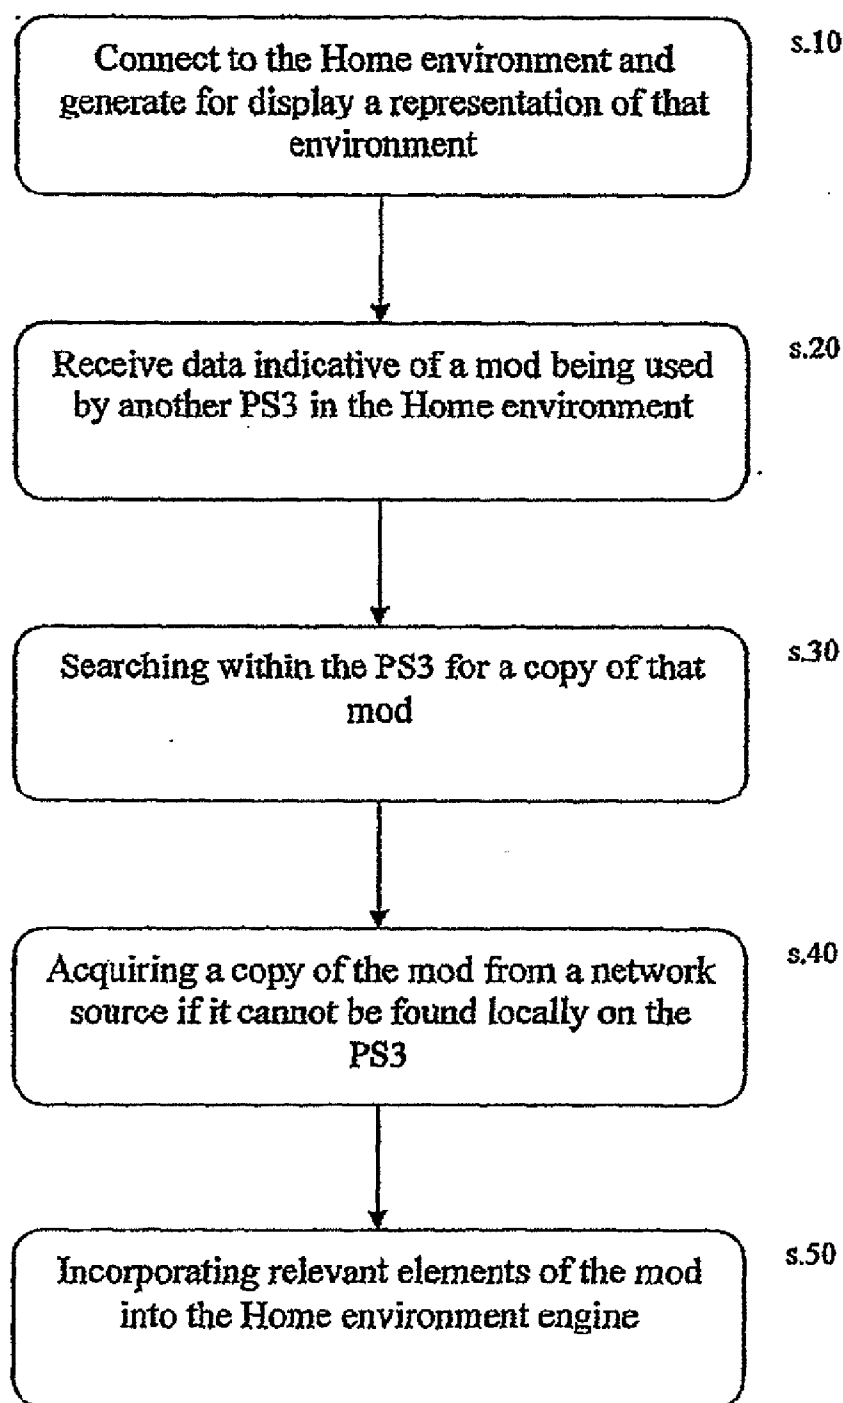 Connect to the Home environment and
generate for display a representation of that
environment
s.10
Receive data indicative of a mod being used
by another PS3 in the Home environment
s.20
Searching within the PS3 for a copy of that
mod
s.30
Acquiring a copy of the mod from a network
source if it cannot be found locally on the
PS3
s.40
Incorporating relevant elements of the mod
into the Home environment engine
s.50